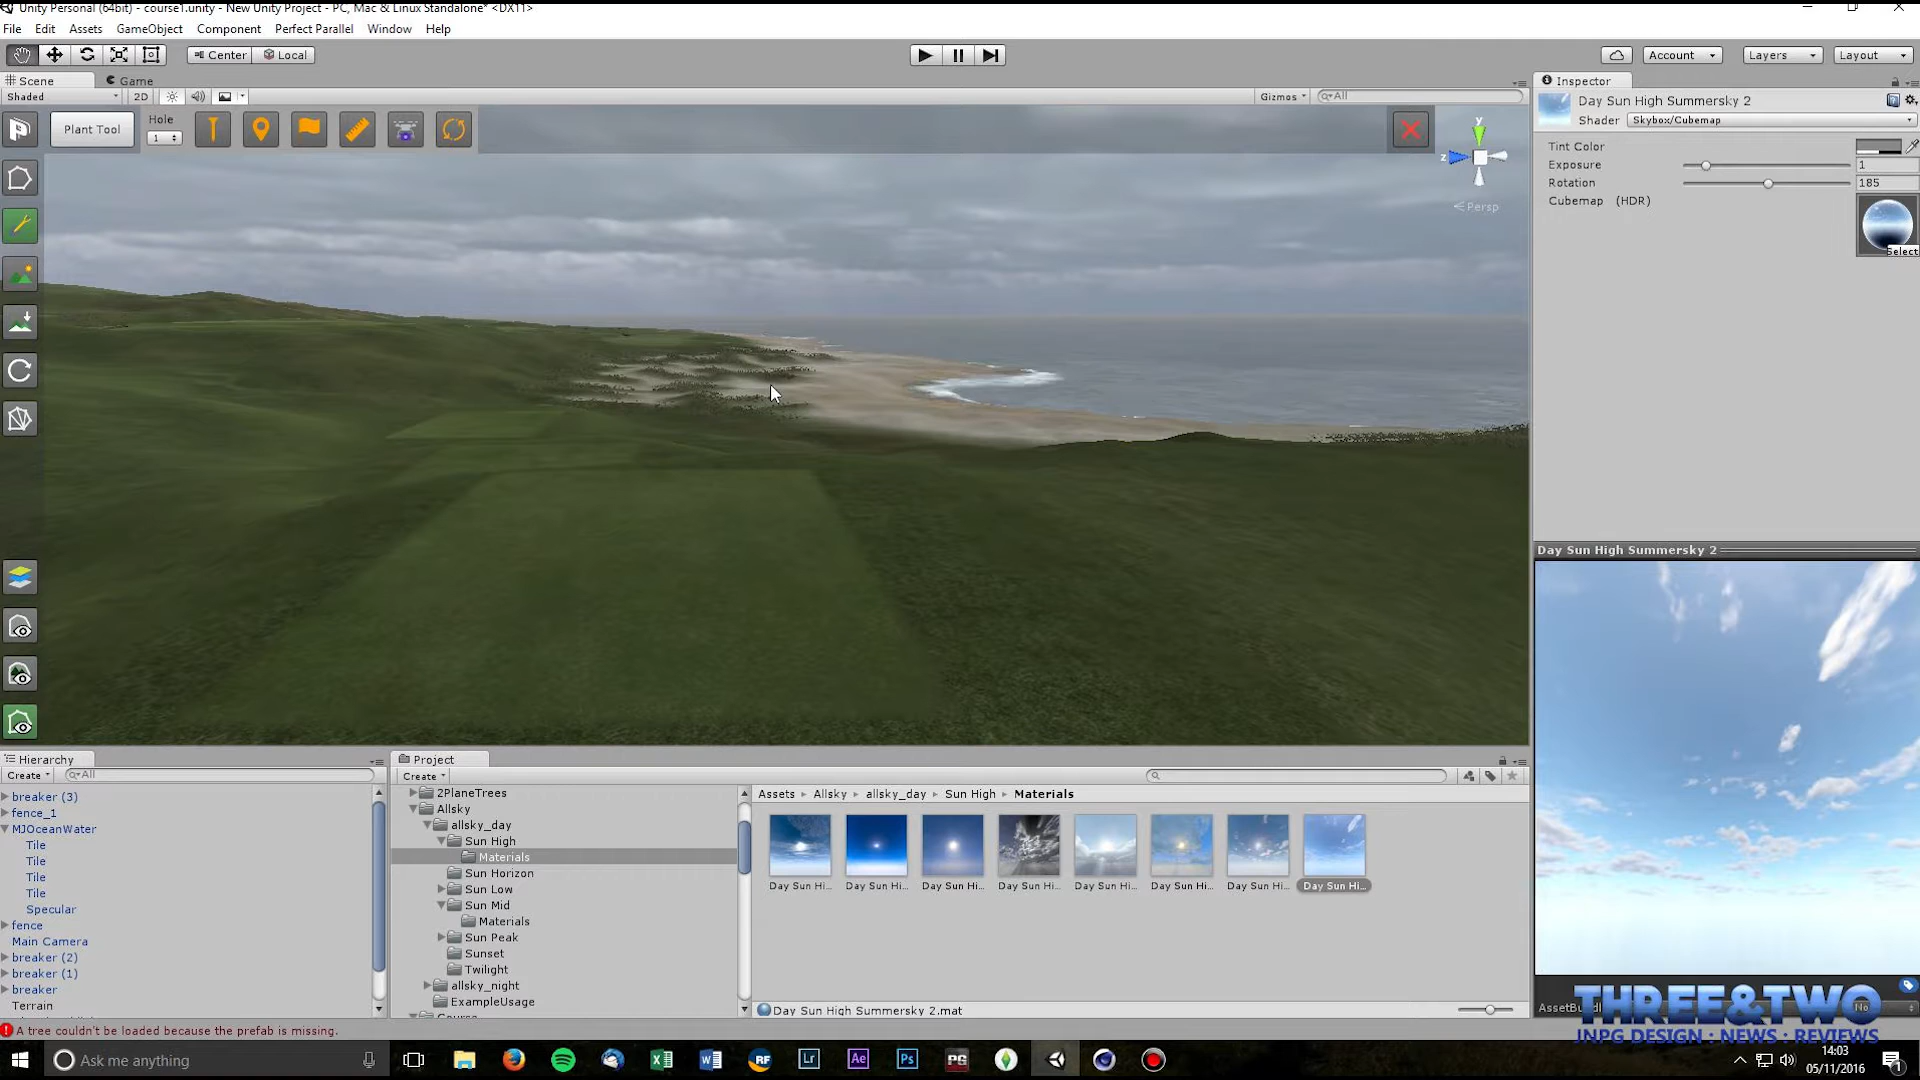 Unity Personal (64bit) - course1.unity - New Unity Project - PC, Mac & Linux Standalone* <DX11>
File Edit Assets GameObject Component Perfect Parallel Window Help
Center Local
Account Layers Layout
Scene Game
Shaded 2D Gizmos All
Inspector
Day Sun High Summersky 2
Shader Skybox/Cubemap
Plant Tool
Hole
1
Tint Color
Exposure 1
Rotation 185
Cubemap (HDR)
Select
y
z
Persp
Day Sun High Summersky 2
Hierarchy
Create All
breaker (3)
fence_1
MJOceanWater
Tile
Tile
Tile
Tile
Specular
fence
Main Camera
breaker (2)
breaker (1)
breaker
Terrain
Project
Create
2PlaneTrees
Allsky
allsky_day
Sun High
Materials
Sun Horizon
Sun Low
Sun Mid
Materials
Sun Peak
Sunset
Twilight
allsky_night
ExampleUsage
Assets Allsky allsky_day Sun High Materials
Day Sun Hi... Day Sun Hi... Day Sun Hi... Day Sun Hi... Day Sun Hi... Day Sun Hi... Day Sun Hi... Day Sun Hi...
Day Sun High Summersky 2.mat
THREE&TWO
JNPG DESIGN : NEWS : REVIEWS
A tree couldn't be loaded because the prefab is missing.
Ask me anything
RF Lr Ae Ps PG
14:03
05/11/2016